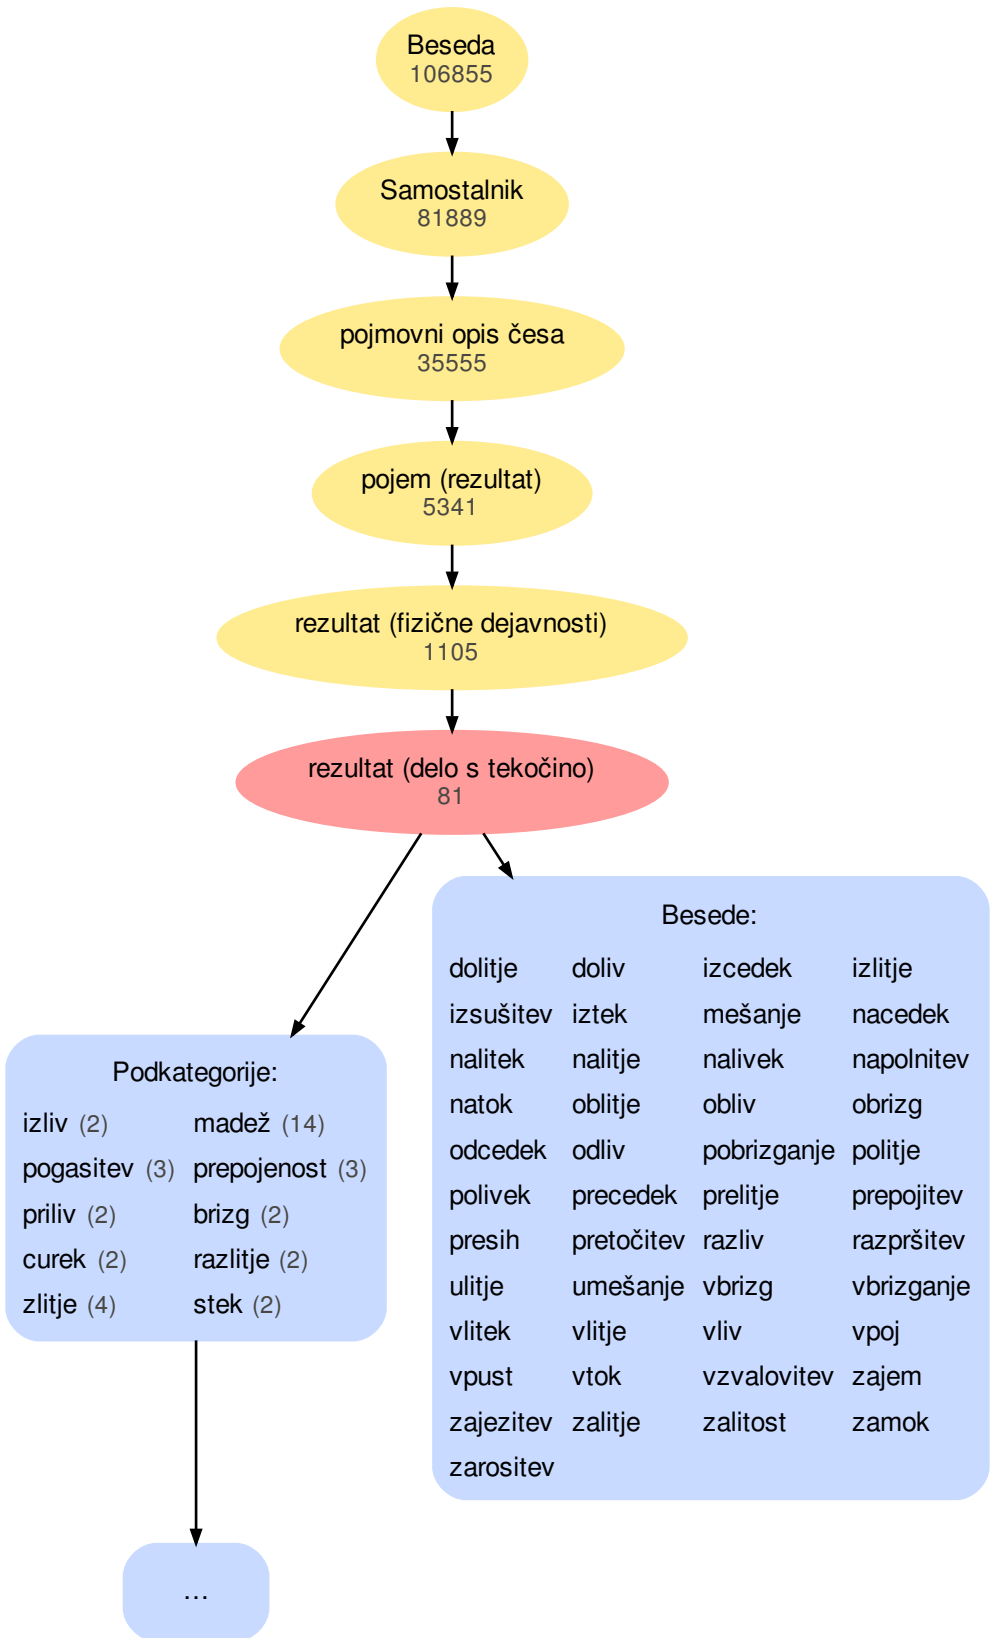 Beseda
106855
Samostalnik
81889
pojmovni opis česa
35555
pojem (rezultat)
5341
rezultat (fizične dejavnosti)
1105
rezultat (delo s tekočino)
81
Podkategorije:
izliv (2) madež (14)
pogasitev (3) prepojenost (3)
priliv (2) brizg (2)
curek (2) razlitje (2)
zlitje (4) stek (2)
...
Besede:
dolitje doliv izcedek izlitje
izsušitev iztek mešanje nacedek
nalitek nalitje nalivek napolnitev
natok oblitje obliv obrizg
odcedek odliv pobrizganje politje
polivek precedek prelitje prepojitev
presih pretočitev razliv razpršitev
ulitje umešanje vbrizg vbrizganje
vlitek vlitje vliv vpoj
vpust vtok vzvalovitev zajem
zajezitev zalitje zalitost zamok
zarositev